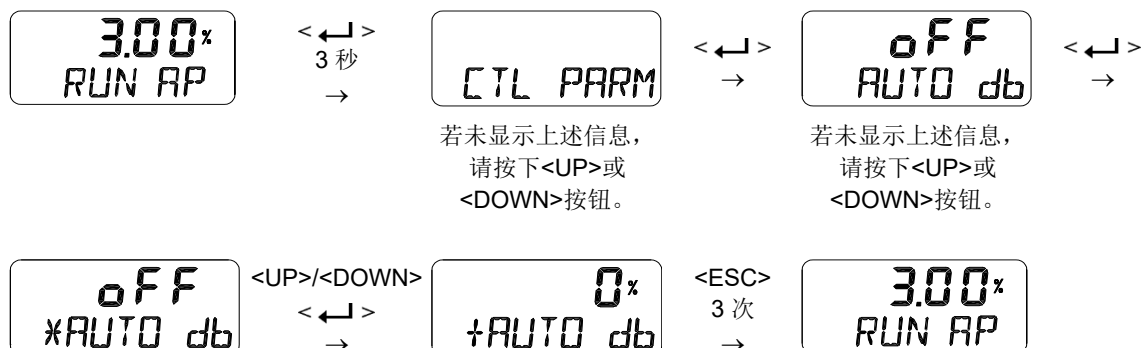 3.00%
RUN AP
< ↵ >
3 秒
→
CTL PARM
若未显示上述信息，
请按下<UP>或
<DOWN>按钮。
< ↵ >
→
oFF
AUTO db
若未显示上述信息，
请按下<UP>或
<DOWN>按钮。
< ↵ >
→
oFF
*AUTO db
<UP>/<DOWN>
< ↵ >
→
0%
+AUTO db
<ESC>
3 次
→
3.00%
RUN AP